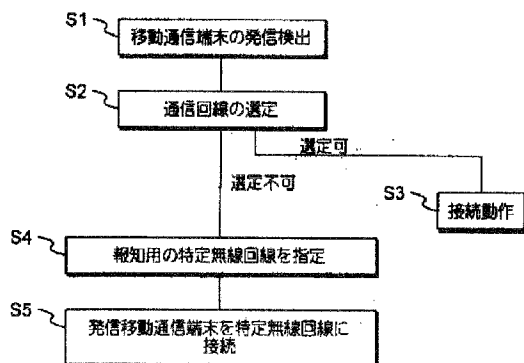 S1
移動通信端末の発信検出
S2
通信回線の選定
選定可
選定不可
S3
接続動作
S4
報知用の特定無線回線を指定
S5
発信移動通信端末を特定無線回線に
接続